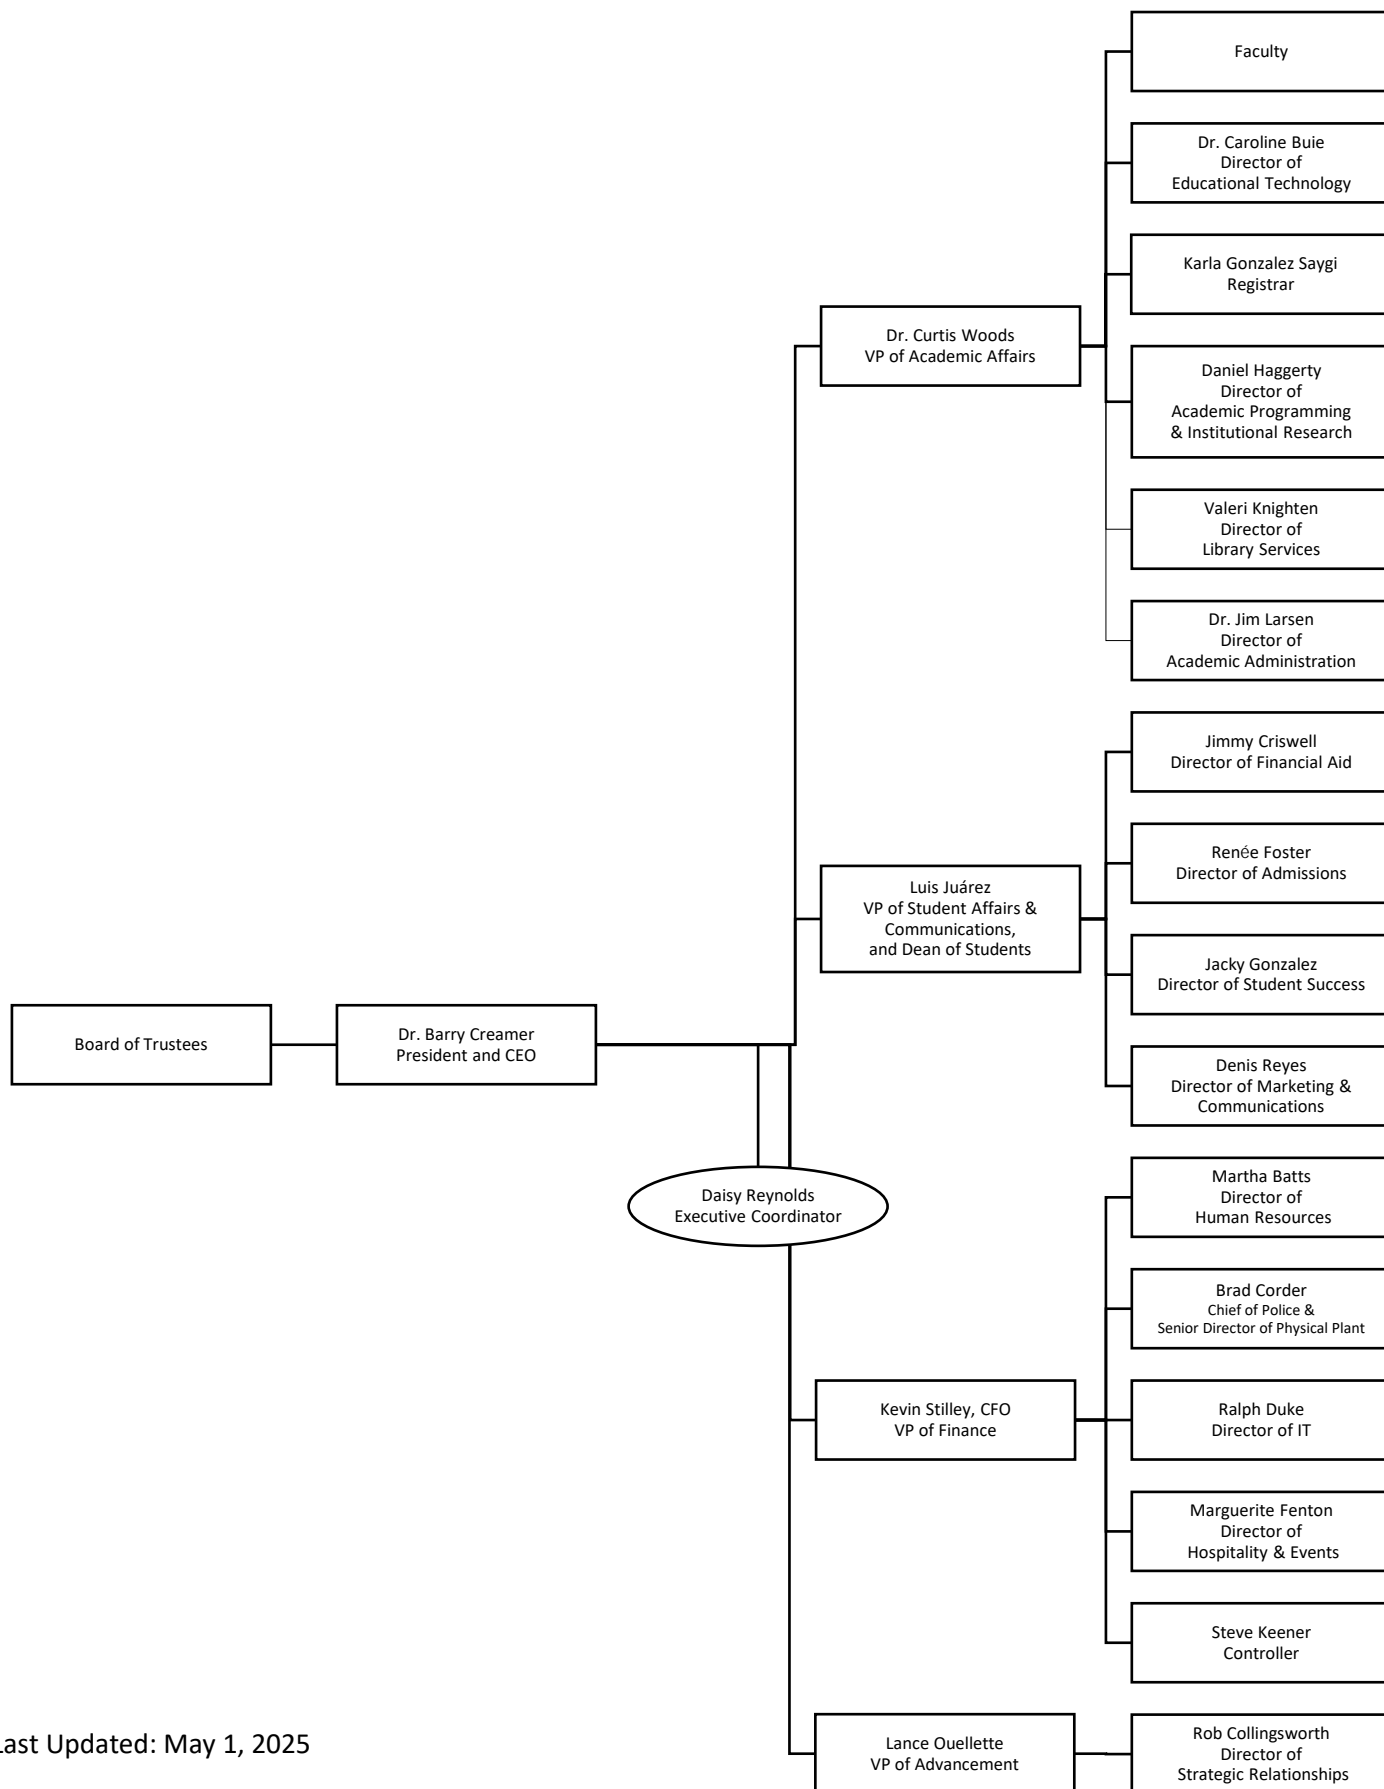 Faculty
Dr. Caroline Buie
Director of
Educational Technology
Karla Gonzalez Saygi
Registrar
Dr. Curtis Woods
VP of Academic Affairs
Daniel Haggerty
Director of
Academic Programming
& Institutional Research
Valeri Knighten
Director of
Library Services
Dr. Jim Larsen
Director of
Academic Administration
Jimmy Criswell
Director of Financial Aid
Renée Foster
Director of Admissions
Luis Juárez
VP of Student Affairs &
Communications,
and Dean of Students
Jacky Gonzalez
Director of Student Success
Board of Trustees
Dr. Barry Creamer
President and CEO
Denis Reyes
Director of Marketing &
Communications
Daisy Reynolds
Executive Coordinator
Martha Batts
Director of
Human Resources
Brad Corder
Chief of Police &
Senior Director of Physical Plant
Kevin Stilley, CFO
VP of Finance
Ralph Duke
Director of IT
Marguerite Fenton
Director of
Hospitality & Events
Steve Keener
Controller
Last Updated: May 1, 2025
Lance Ouellette
VP of Advancement
Rob Collingsworth
Director of
Strategic Relationships